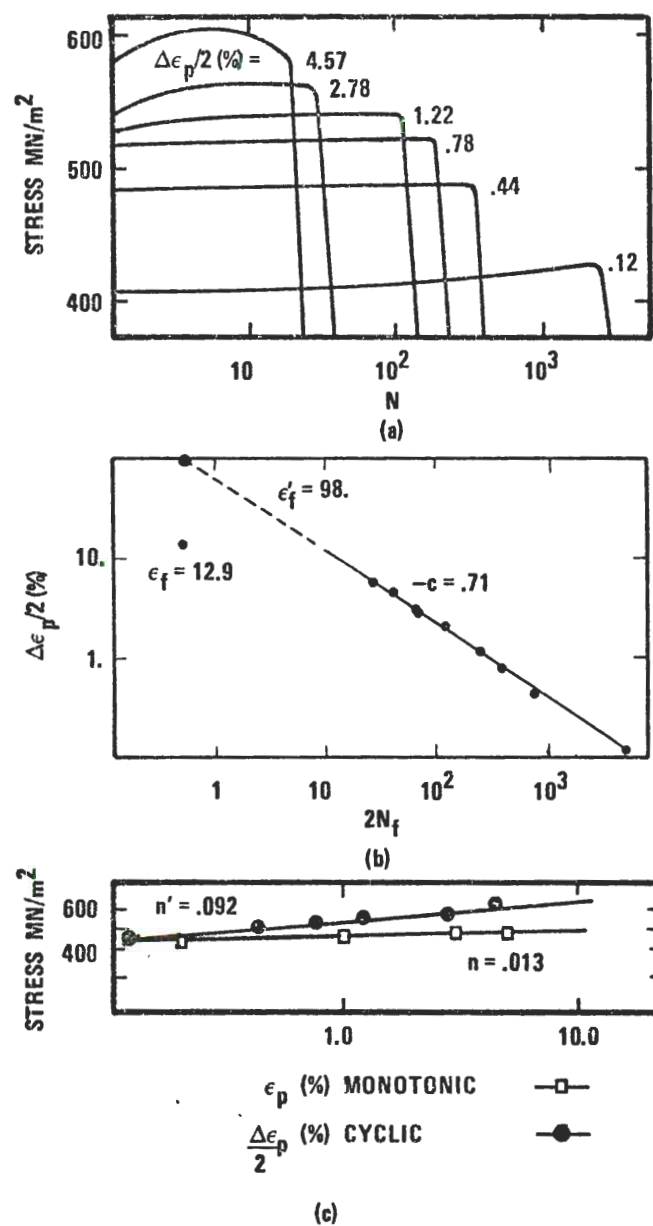 600
Δϵp/2 (%) =
4.57
2.78
1.22
.78
.44
.12
500
400
STRESS MN/m²
10
10²
10³
N
(a)
ϵ′f = 98.
10.
ϵf = 12.9
–c = .71
1.
Δϵp/2 (%)
1
10
10²
10³
2Nf
(b)
600
n′ = .092
400
n = .013
STRESS MN/m²
1.0
10.0
ϵp (%) MONOTONIC
Δϵp/2 (%) CYCLIC
(c)